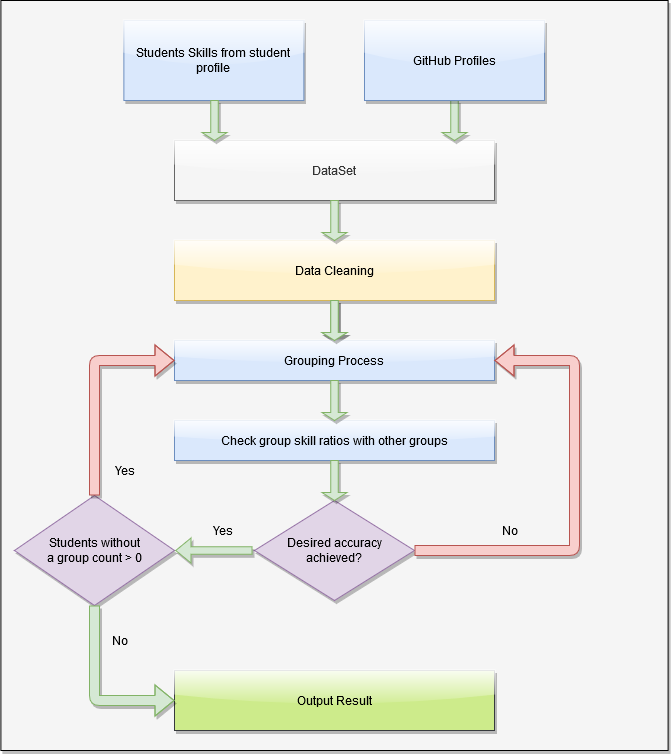 Students Skills from student
profile
GitHub Profiles
DataSet
Data Cleaning
Grouping Process
Check group skill ratios with other groups
Yes
Students without
a group count > 0
Yes
Desired accuracy
achieved?
No
No
Output Result